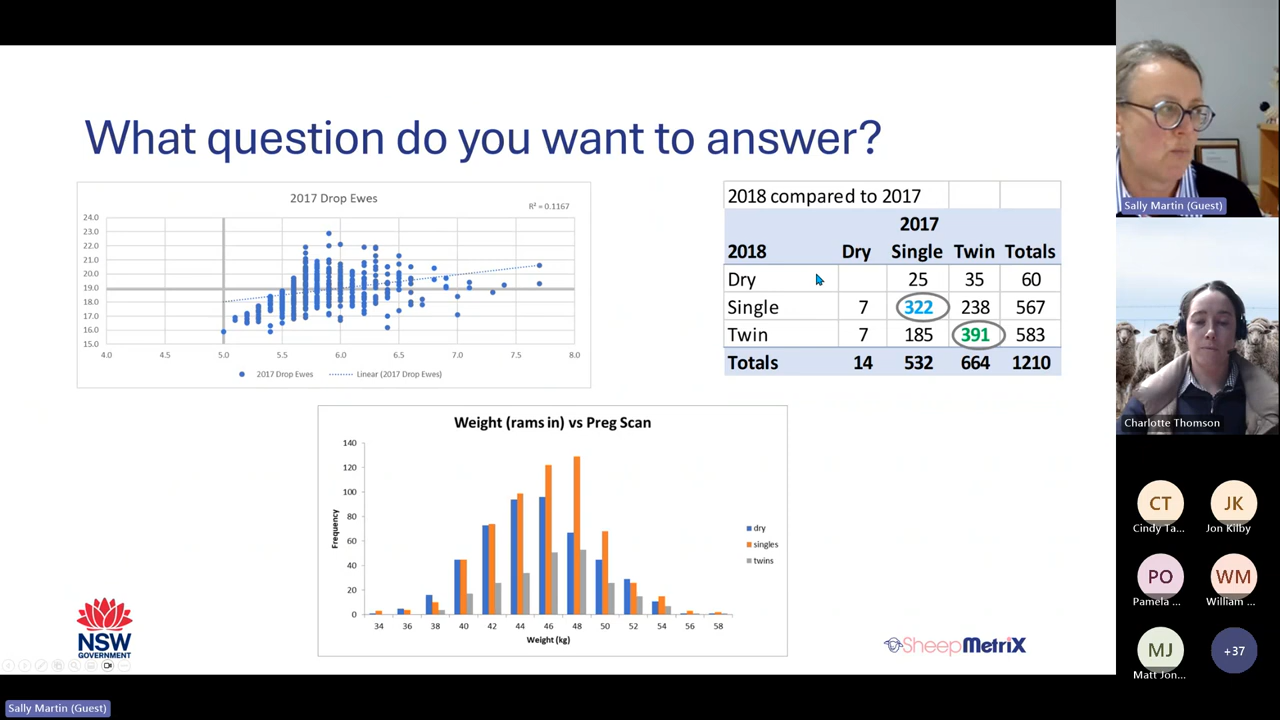 What question do you want to answer?
2017 Drop Ewes
R² = 0.1167
24.0
23.0
22.0
21.0
20.0
19.0
18.0
17.0
16.0
15.0
4.0 4.5 5.0 5.5 6.0 6.5 7.0 7.5 8.0
2017 Drop Ewes Linear (2017 Drop Ewes)
2018 compared to 2017
2017
2018 Dry Single Twin Totals
Dry 25 35 60
Single 7 322 238 567
Twin 7 185 391 583
Totals 14 532 664 1210
Weight (rams in) vs Preg Scan
Frequency
140
120
100
80
60
40
20
0
34 36 38 40 42 44 46 48 50 52 54 56 58
Weight (kg)
dry
singles
twins
NSW
GOVERNMENT
SheepMetriX
Sally Martin (Guest)
Charlotte Thomson
CT JK
Cindy Ta... Jon Kilby
PO WM
Pamela ... William ...
MJ +37
Matt Jon...
Sally Martin (Guest)